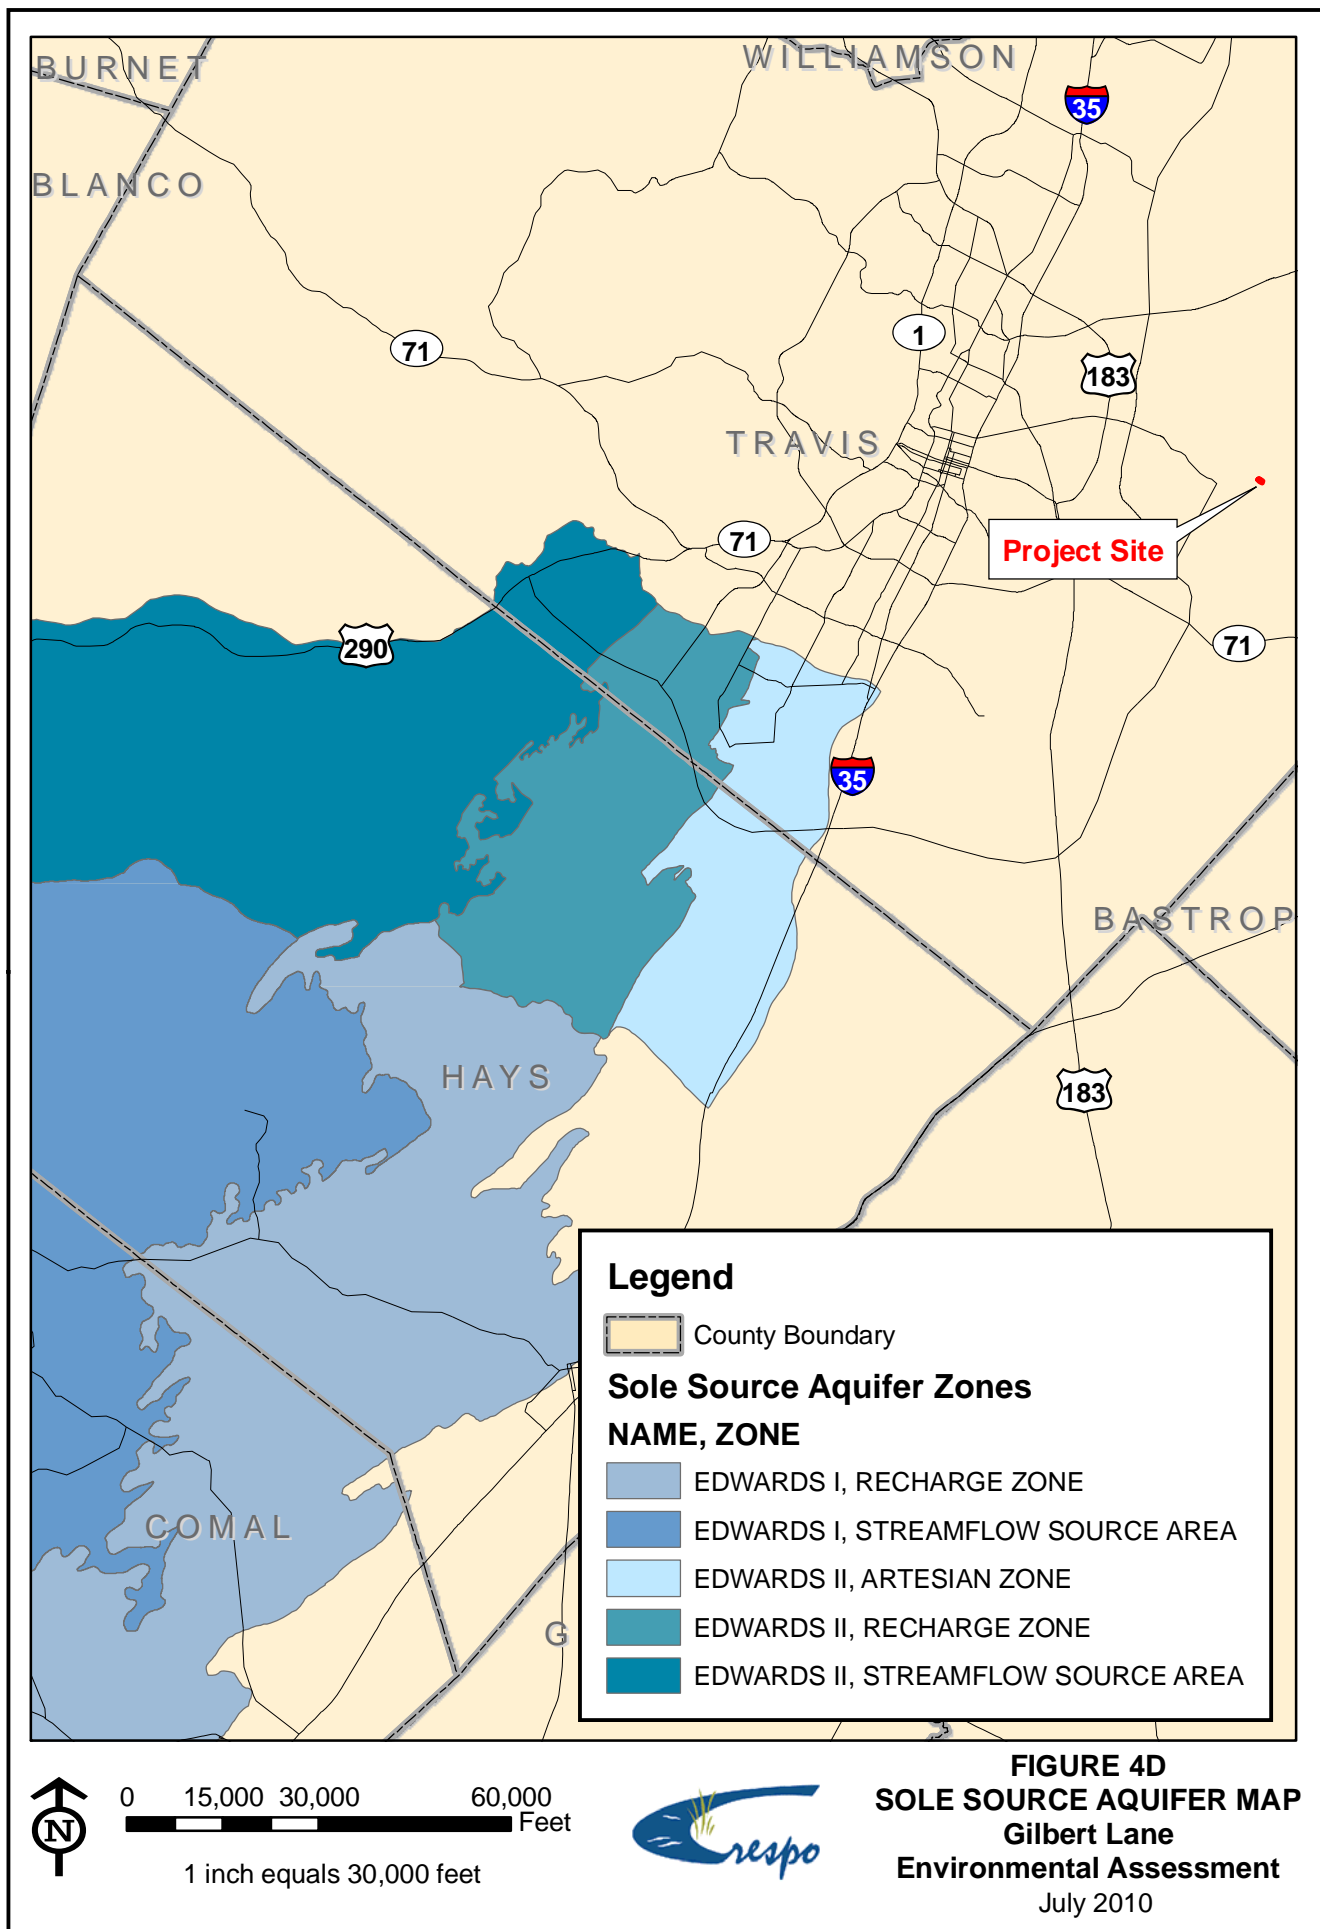 BURNET
WILLIAMSON
35
BLANCO
1
71
183
TRAVIS
71
Project Site
290
71
35
BASTROP
HAYS
183
Legend
County Boundary
Sole Source Aquifer Zones
NAME, ZONE
EDWARDS I, RECHARGE ZONE
EDWARDS I, STREAMFLOW SOURCE AREA
COMAL
EDWARDS II, ARTESIAN ZONE
G
EDWARDS II, RECHARGE ZONE
EDWARDS II, STREAMFLOW SOURCE AREA
N
0 15,000 30,000 60,000
Feet
1 inch equals 30,000 feet
Crespo
FIGURE 4D
SOLE SOURCE AQUIFER MAP
Gilbert Lane
Environmental Assessment
July 2010